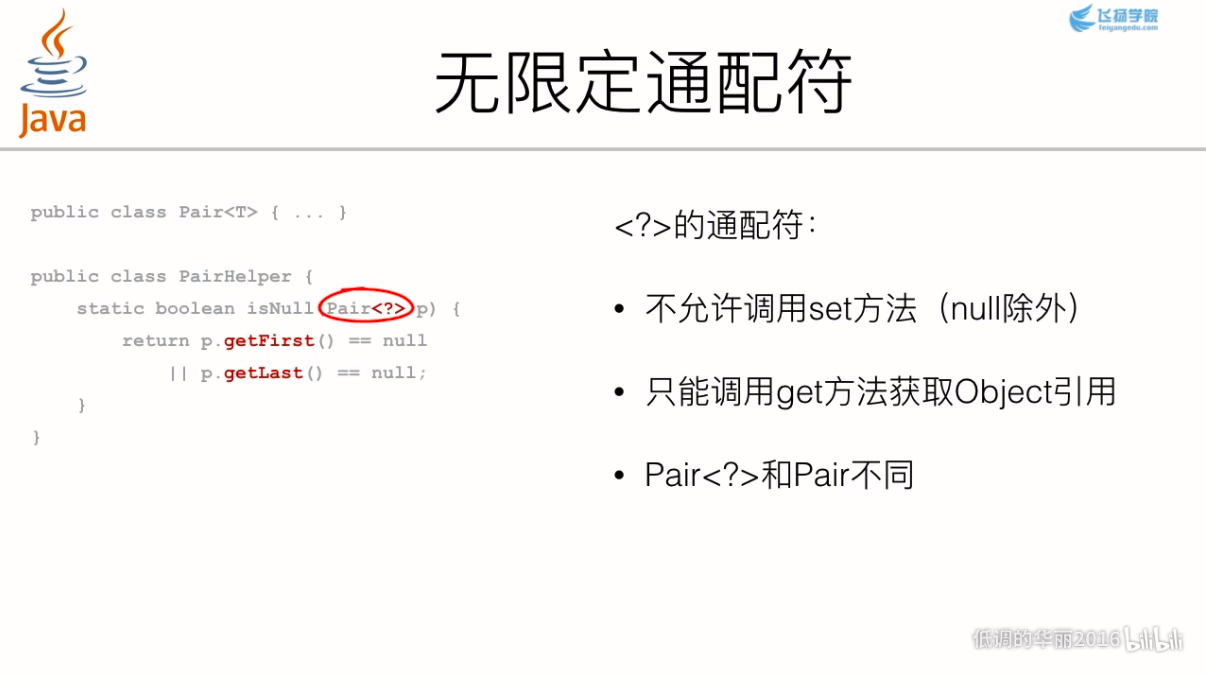 Java
飞扬学院
feiyangedu.com
无限定通配符
public class Pair<T> { ... }
public class PairHelper {
    static boolean isNull(Pair<?> p) {
        return p.getFirst() == null
            || p.getLast() == null;
    }
}
<?>的通配符：
• 不允许调用set方法（null除外）
• 只能调用get方法获取Object引用
• Pair<?>和Pair不同
低调的华丽2016 bilibili